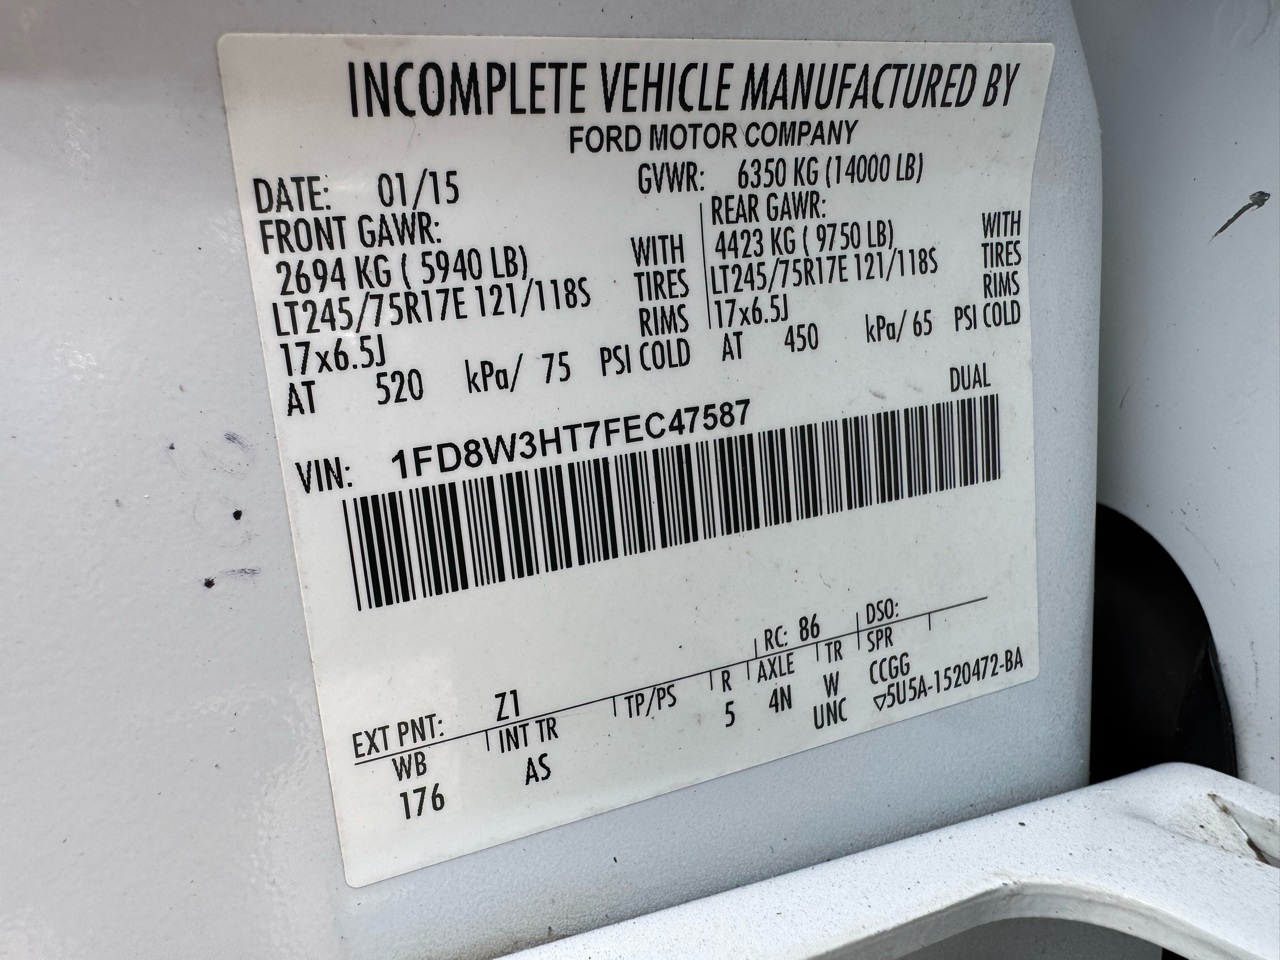 INCOMPLETE VEHICLE MANUFACTURED BY
FORD MOTOR COMPANY
DATE: 01/15 GVWR: 6350 KG (14000 LB)
FRONT GAWR: REAR GAWR:
2694 KG ( 5940 LB) WITH 4423 KG ( 9750 LB) WITH
LT245/75R17E 121/118S TIRES LT245/75R17E 121/118S TIRES
17x6.5J RIMS 17x6.5J RIMS
AT 520 kPa/ 75 PSI COLD AT 450 kPa/ 65 PSI COLD
DUAL
VIN: 1FD8W3HT7FEC47587
EXT PNT: Z1 RC: 86 DSO:
WB INT TR TP/PS R AXLE TR SPR
176 AS 5 4N W CCGG
UNC ▽5U5A-1520472-BA